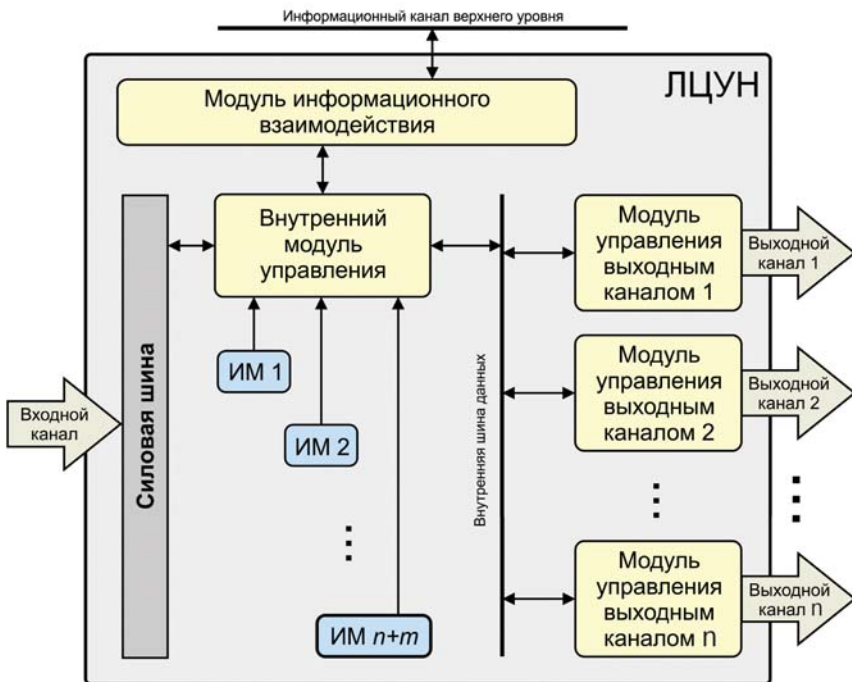 Информационный канал верхнего уровня
ЛЦУН
Модуль информационного
взаимодействия
Внутренний
модуль
управления
Модуль
управления
выходным
каналом 1
Выходной
канал 1
ИМ 1
Модуль
управления
выходным
каналом 2
Выходной
канал 2
Входной
канал
Силовая шина
ИМ 2
Внутренняя шина данных
Модуль
управления
выходным
каналом n
Выходной
канал n
ИМ n+m